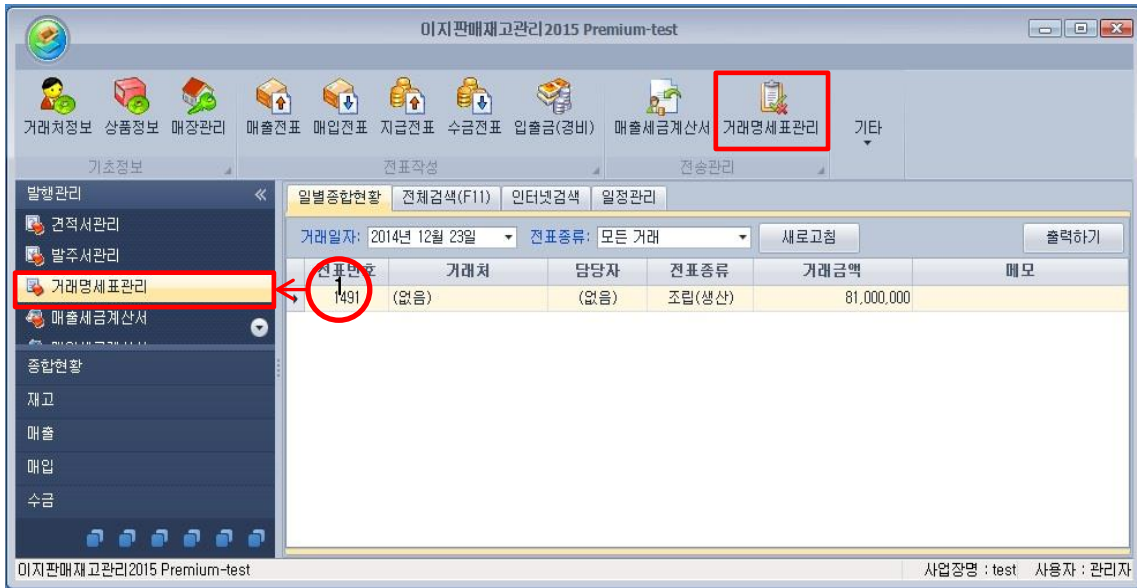 이지판매재고관리2015 Premium-test
거래처정보 상품정보 매장관리 매출전표 매입전표 지급전표 수금전표 입출금(경비) 매출세금계산서 거래명세표관리 기타
기초정보 전표작성 전송관리
발행관리
견적서관리
발주서관리
거래명세표관리
매출세금계산서
종합현황
재고
매출
매입
수금
일별종합현황 전체검색(F11) 인터넷검색 일정관리
거래일자: 2014년 12월 23일 전표종류: 모든 거래 새로고침 출력하기
전표번호 거래처 담당자 전표종류 거래금액 메모
1
1491 (없음) (없음) 조립(생산) 81,000,000
이지판매재고관리2015 Premium-test 사업장명 : test 사용자 : 관리자